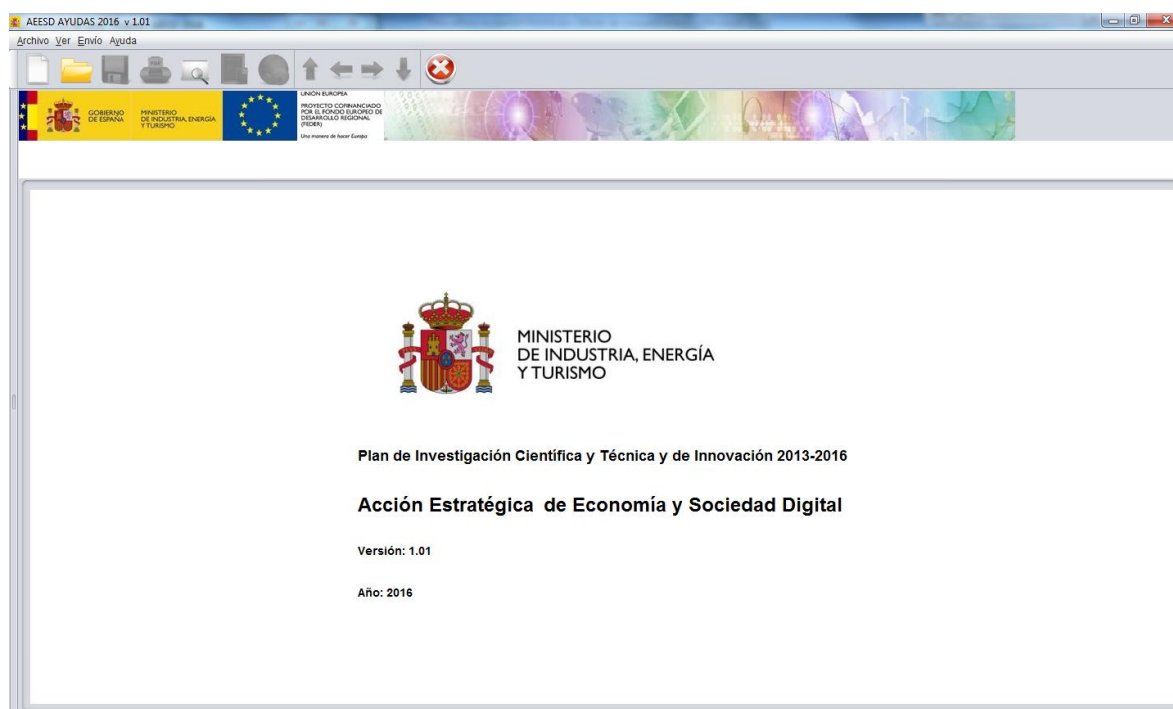 AEESD AYUDAS 2016 v 1.01
Archivo Ver Envío Ayuda
GOBIERNO
DE ESPAÑA
MINISTERIO
DE INDUSTRIA, ENERGÍA
Y TURISMO
UNIÓN EUROPEA
PROYECTO COFINANCIADO
POR EL FONDO EUROPEO DE
DESARROLLO REGIONAL
(FEDER)
Una manera de hacer Europa
MINISTERIO
DE INDUSTRIA, ENERGÍA
Y TURISMO
Plan de Investigación Científica y Técnica y de Innovación 2013-2016
Acción Estratégica de Economía y Sociedad Digital
Versión: 1.01
Año: 2016